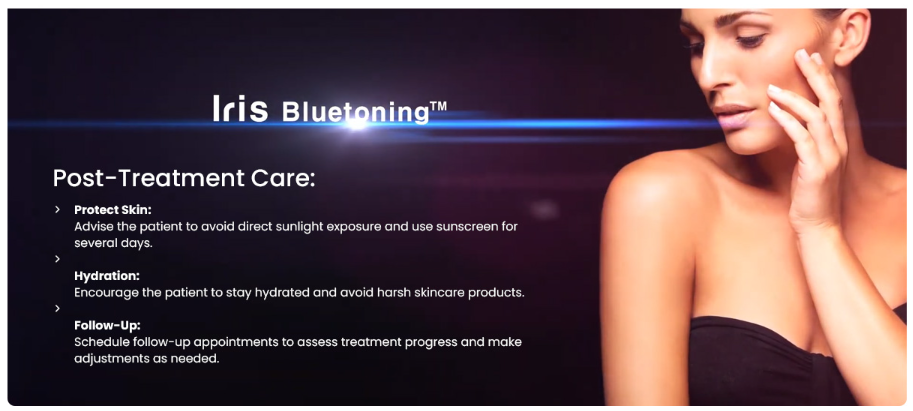 Iris Bluetoning™
Post-Treatment Care:
> Protect Skin:
Advise the patient to avoid direct sunlight exposure and use sunscreen for
several days.
>
Hydration:
Encourage the patient to stay hydrated and avoid harsh skincare products.
>
Follow-Up:
Schedule follow-up appointments to assess treatment progress and make
adjustments as needed.